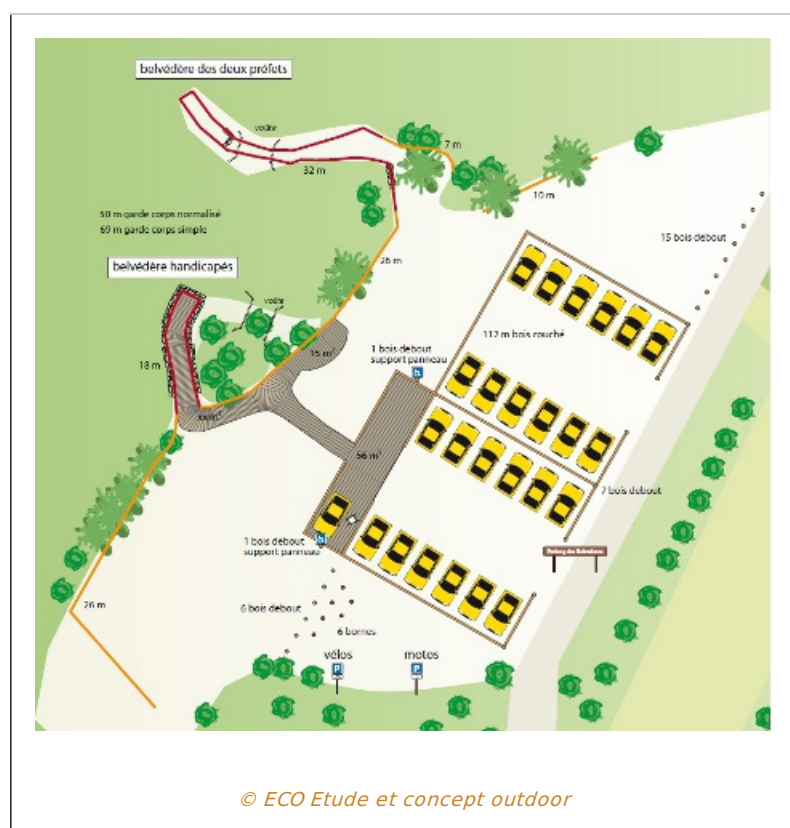 belvédère des deux préfets
voûte
7 m
32 m
10 m
50 m garde corps normalisé
69 m garde corps simple
15 bois debout
belvédère handicapés
26 m
voûte
112 m bois couché
1 bois debout
support panneau
15 m²
18 m
56 m²
7 bois debout
1 bois debout
support panneau
26 m
6 bois debout
6 bornes
vélos
motos
P
P
© ECO Etude et concept outdoor